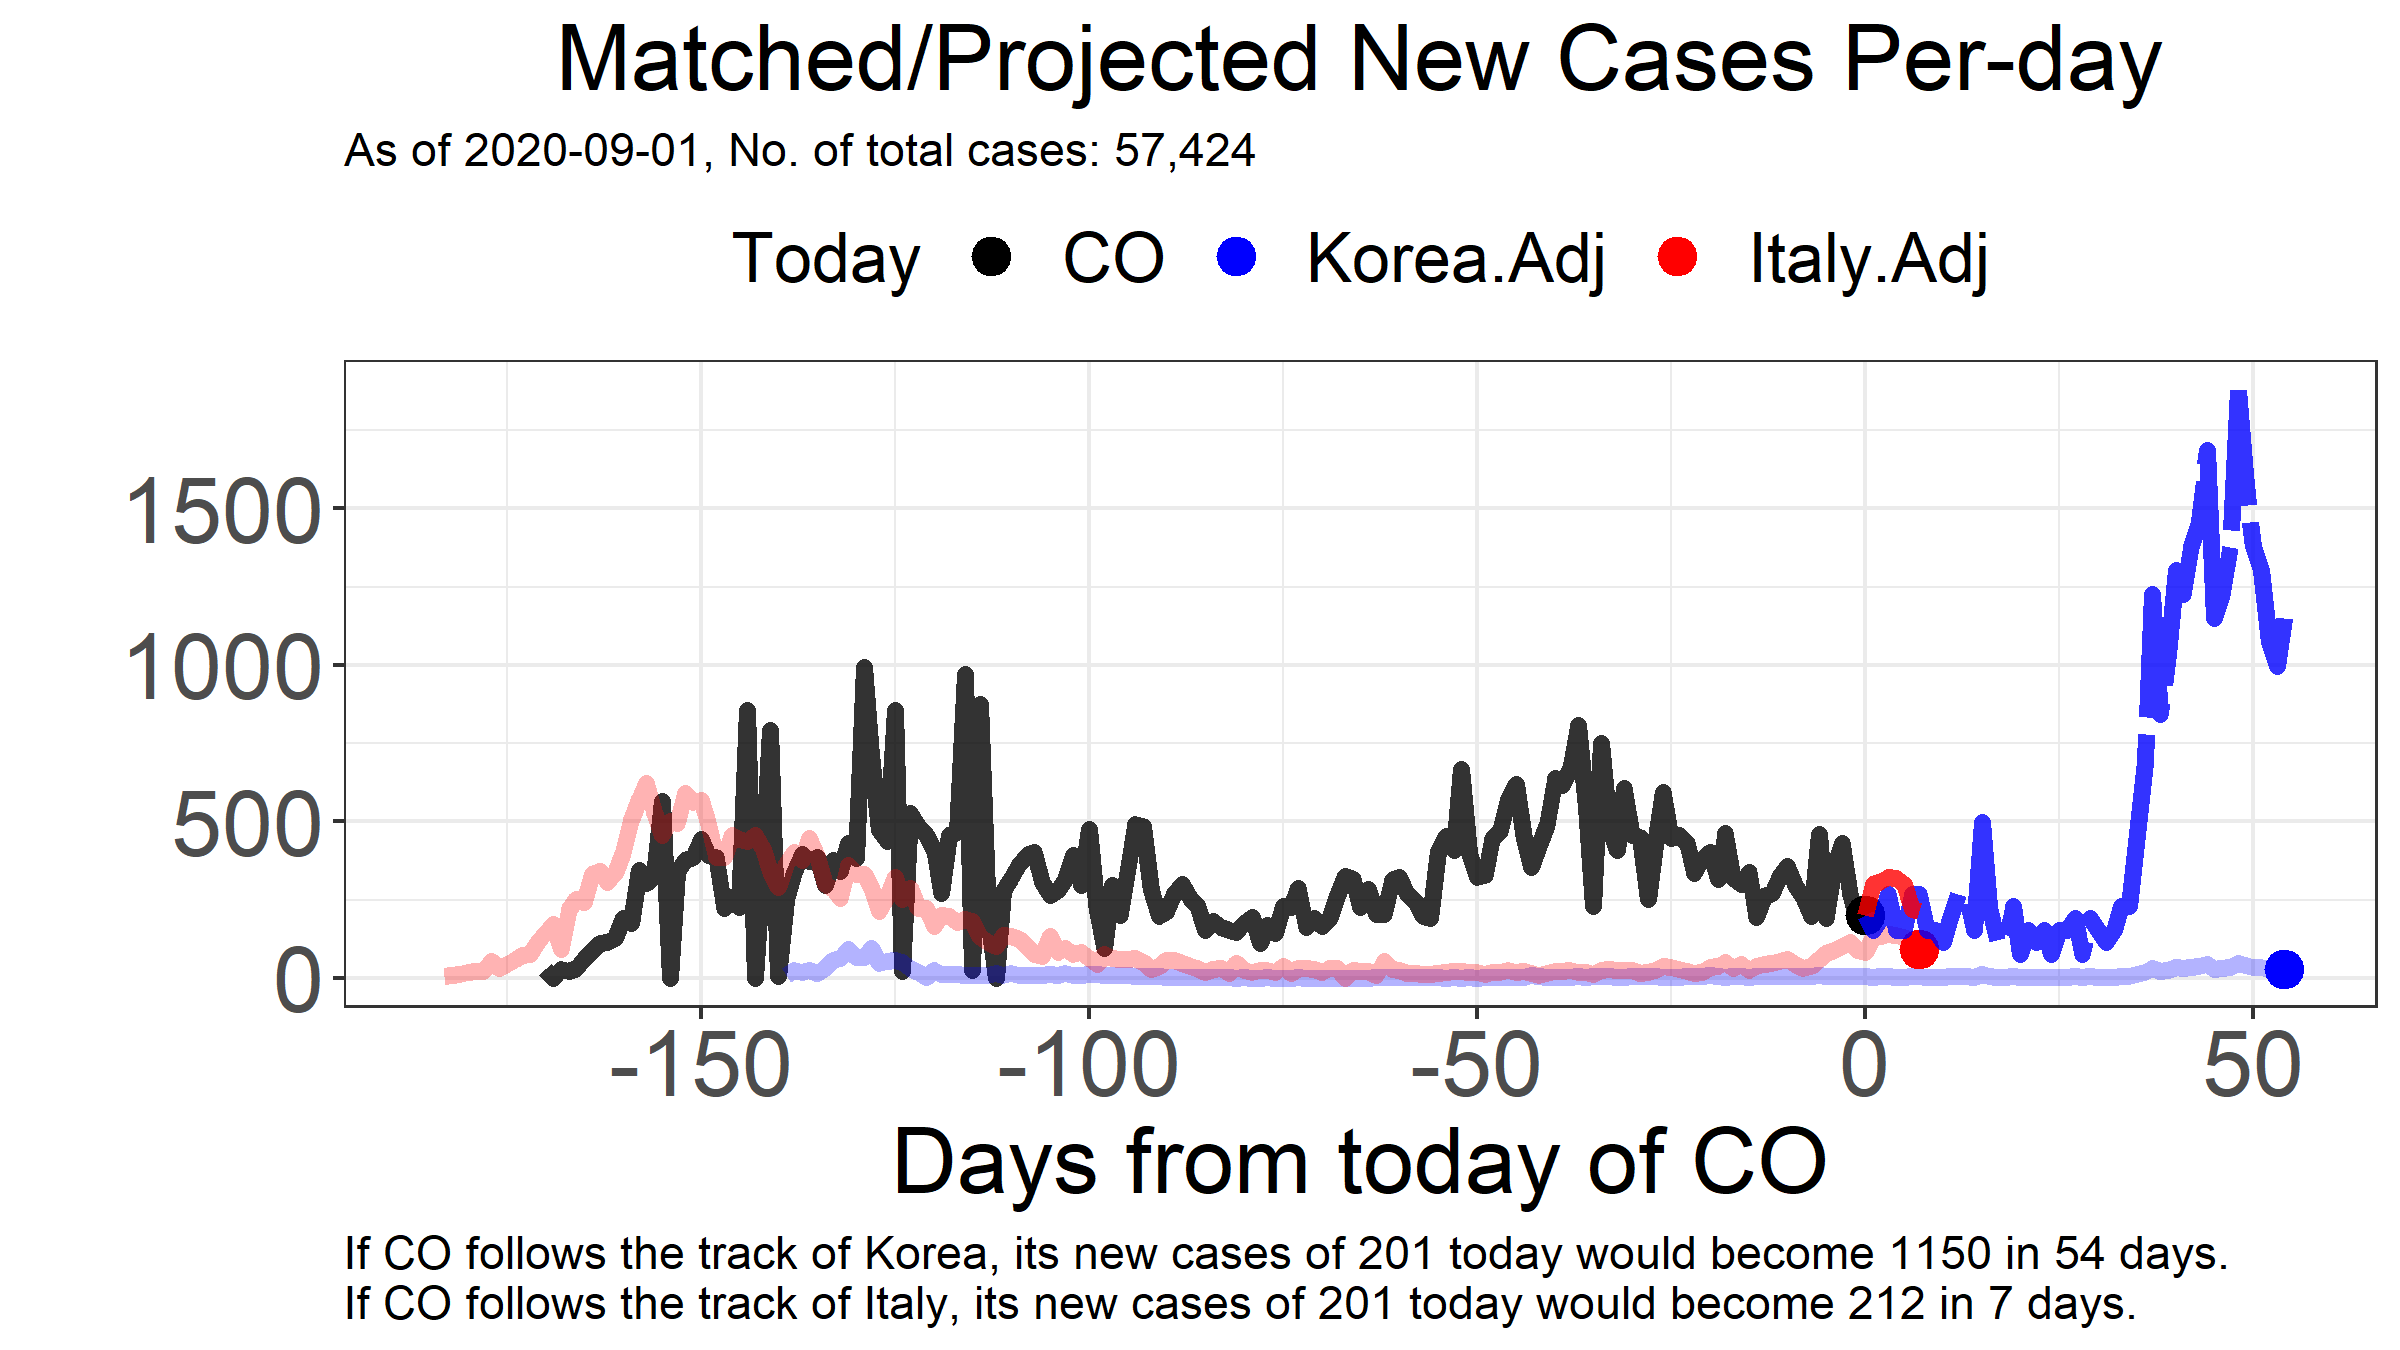 Matched/Projected New Cases Per-day
As of 2020-09-01, No. of total cases: 57,424
Today CO Korea.Adj Italy.Adj
1500
1000
500
0
-150 -100 -50 0 50
Days from today of CO
If CO follows the track of Korea, its new cases of 201 today would become 1150 in 54 days.
If CO follows the track of Italy, its new cases of 201 today would become 212 in 7 days.